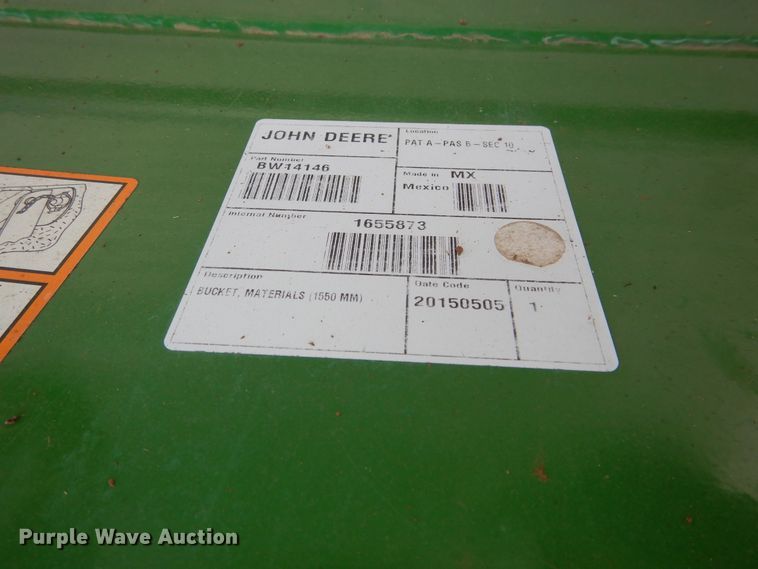 JOHN DEERE
Location
PAT A - PAS B - SEC 10
Part Number
BW14146
Made in MX
Mexico
Internal Number
1655873
Description
BUCKET, MATERIALS (1550 MM)
Date Code
20150505
Quantity
1
Purple Wave Auction